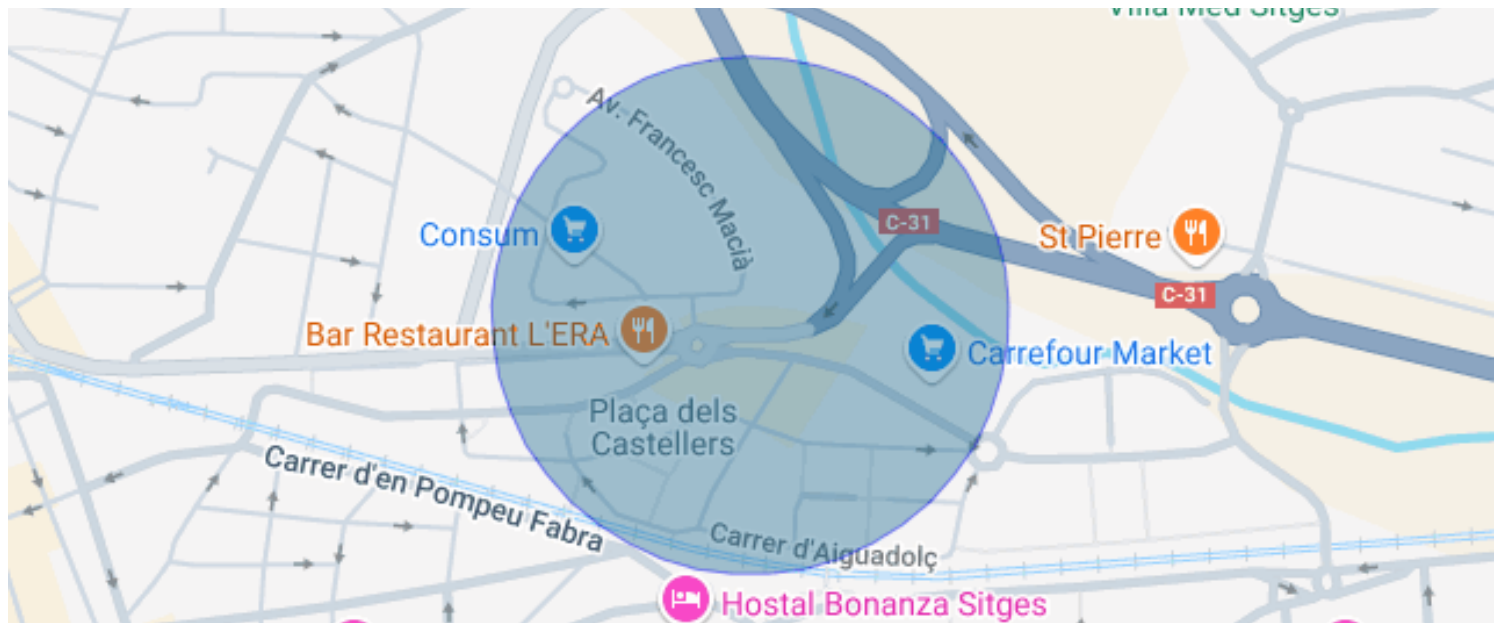 Villa Med Sitges
Av. Francesc Macià
C-31
Consum
St Pierre
C-31
Bar Restaurant L'ERA
Carrefour Market
Plaça dels
Castellers
Carrer d'en Pompeu Fabra
Carrer d'Aiguadolç
Hostal Bonanza Sitges